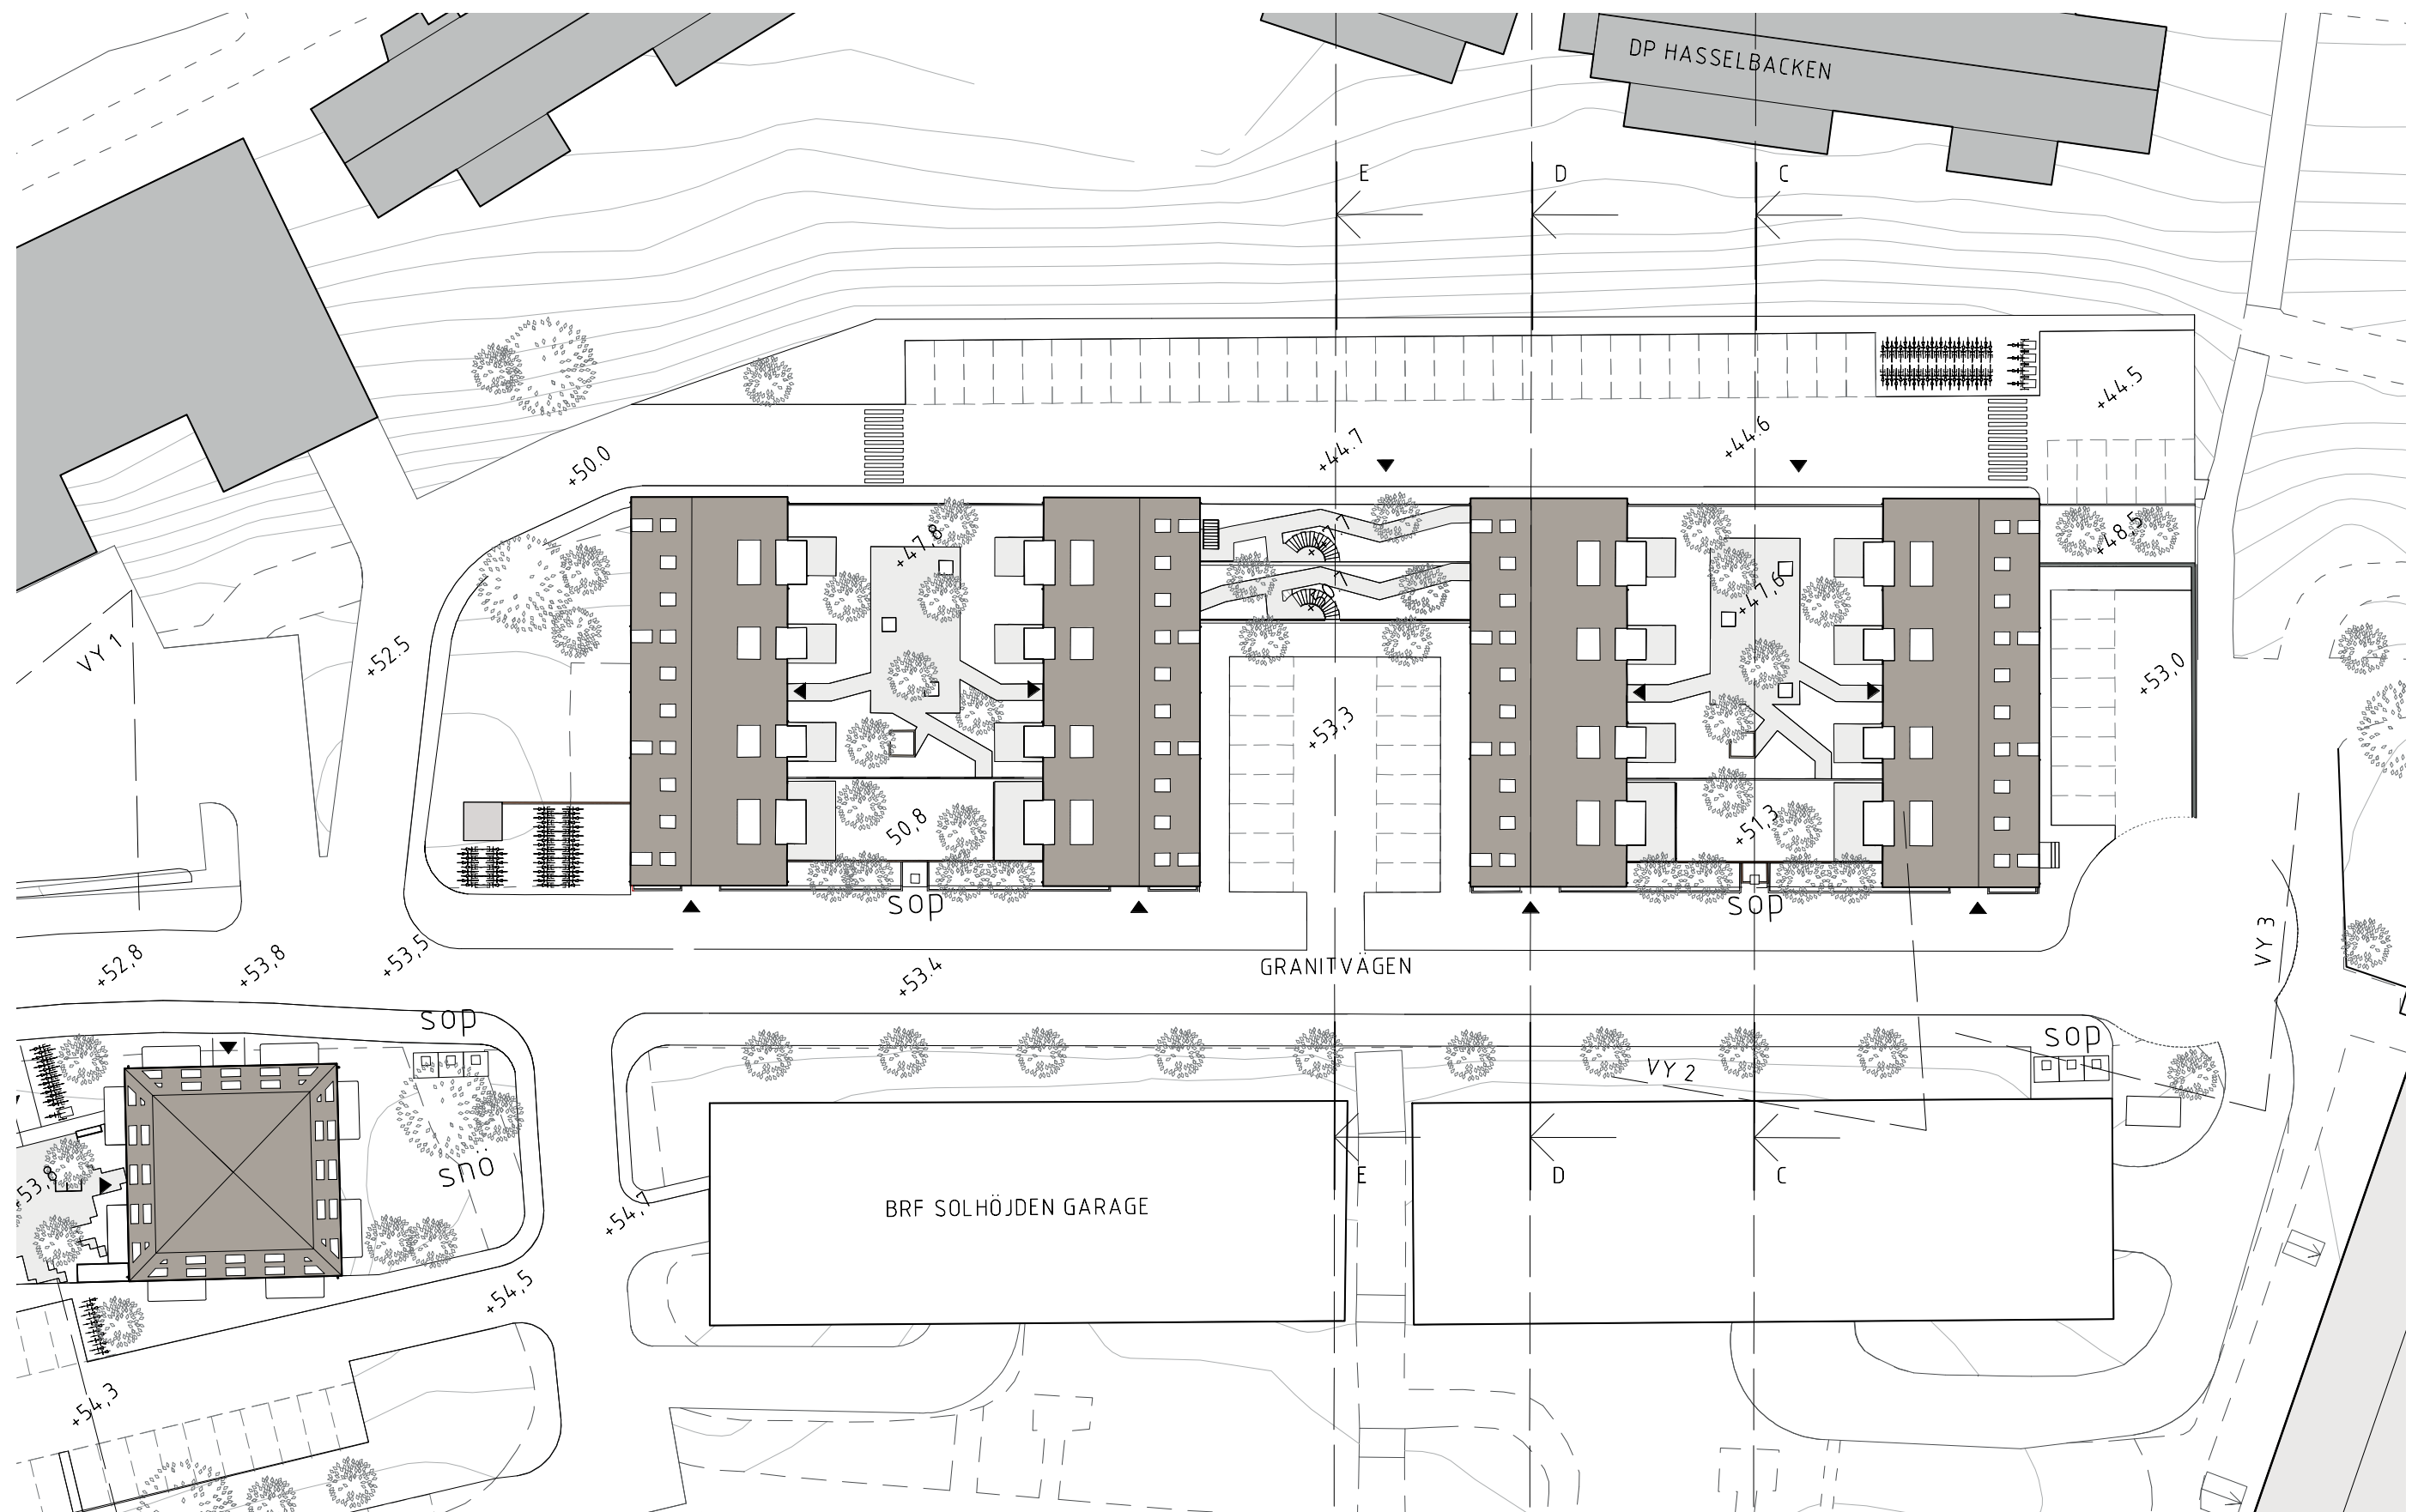 DP HASSELBACKEN
E
D
C
+44.5
+50.0
+44.7
+44.6
+47,8
+48,5
+47,6
VY 1
+52.5
+53,0
+53,3
50,8
+51,3
sop
sop
VY 3
+52,8
+53,8
+53,5
+53.4
GRANITVÄGEN
sop
sop
VY 2
snö
53,8
E
D
C
+54,7
BRF SOLHÖJDEN GARAGE
+54,5
+54,3